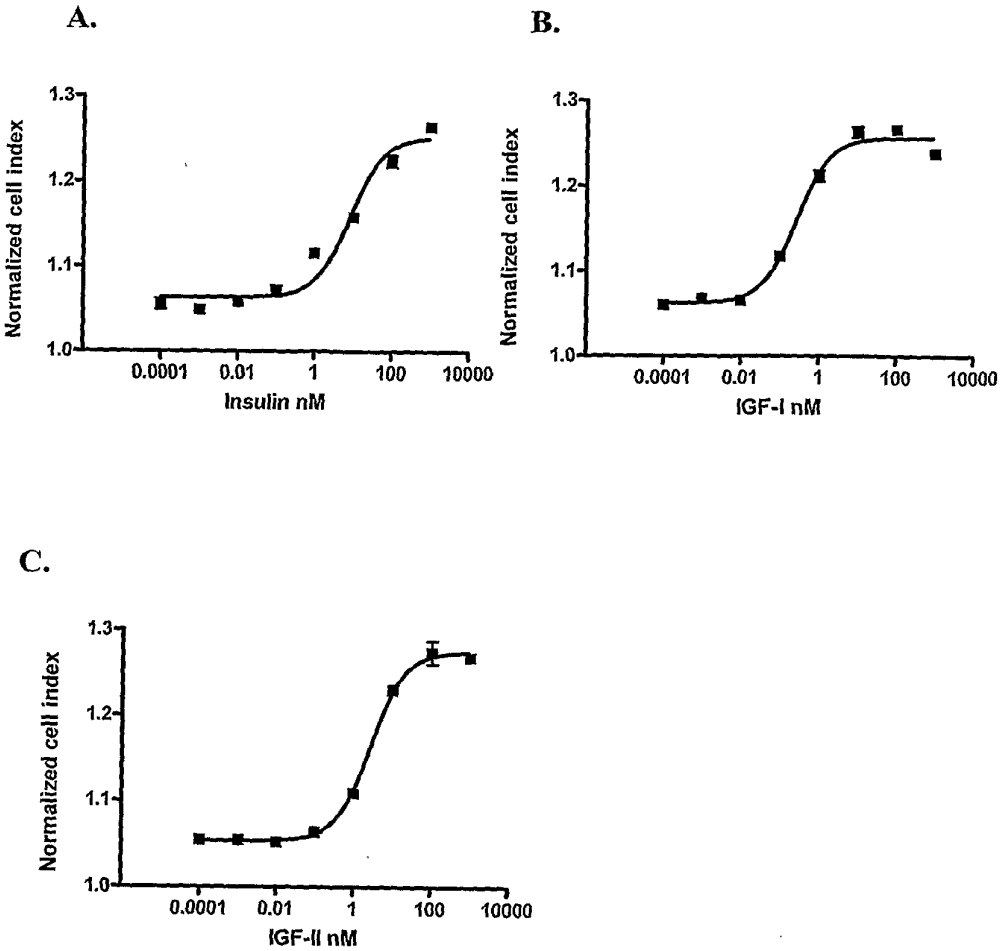 A.
Normalized cell index
1.3
1.2
1.1
1.0
0.0001 0.01 1 100 10000
Insulin nM
B.
Normalized cell index
1.3
1.2
1.1
1.0
0.0001 0.01 1 100 10000
IGF-I nM
C.
Normalized cell index
1.3
1.2
1.1
1.0
0.0001 0.01 1 100 10000
IGF-II nM